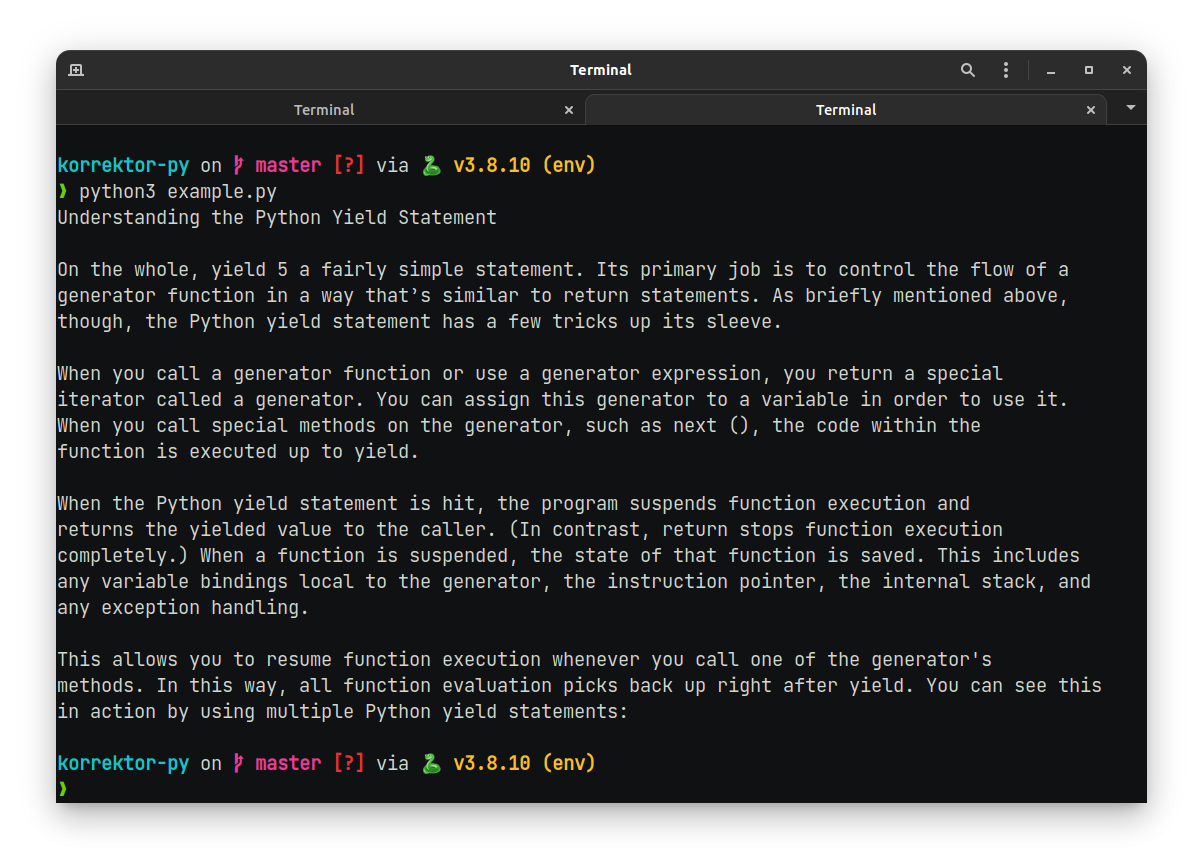 Terminal
Terminal
Terminal
korrektor-py on master [?] via 🐍 v3.8.10 (env)
❱ python3 example.py
Understanding the Python Yield Statement
On the whole, yield 5 a fairly simple statement. Its primary job is to control the flow of a
generator function in a way that’s similar to return statements. As briefly mentioned above,
though, the Python yield statement has a few tricks up its sleeve.
When you call a generator function or use a generator expression, you return a special
iterator called a generator. You can assign this generator to a variable in order to use it.
When you call special methods on the generator, such as next (), the code within the
function is executed up to yield.
When the Python yield statement is hit, the program suspends function execution and
returns the yielded value to the caller. (In contrast, return stops function execution
completely.) When a function is suspended, the state of that function is saved. This includes
any variable bindings local to the generator, the instruction pointer, the internal stack, and
any exception handling.
This allows you to resume function execution whenever you call one of the generator's
methods. In this way, all function evaluation picks back up right after yield. You can see this
in action by using multiple Python yield statements:
korrektor-py on master [?] via 🐍 v3.8.10 (env)
❱